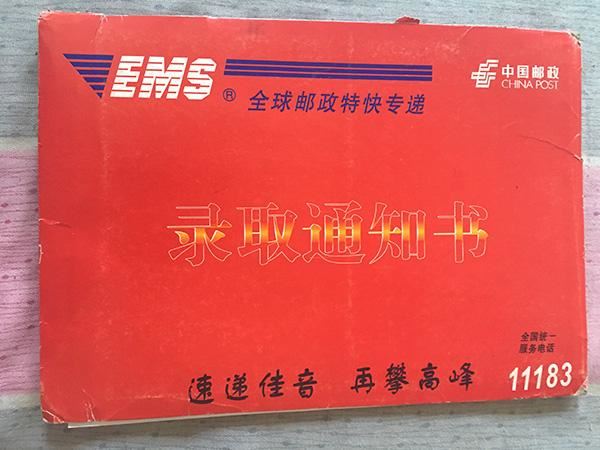 EMS®
全球邮政特快专递
中国邮政
CHINA POST
录取通知书
全国统一
服务电话
11183
速递佳音 再攀高峰